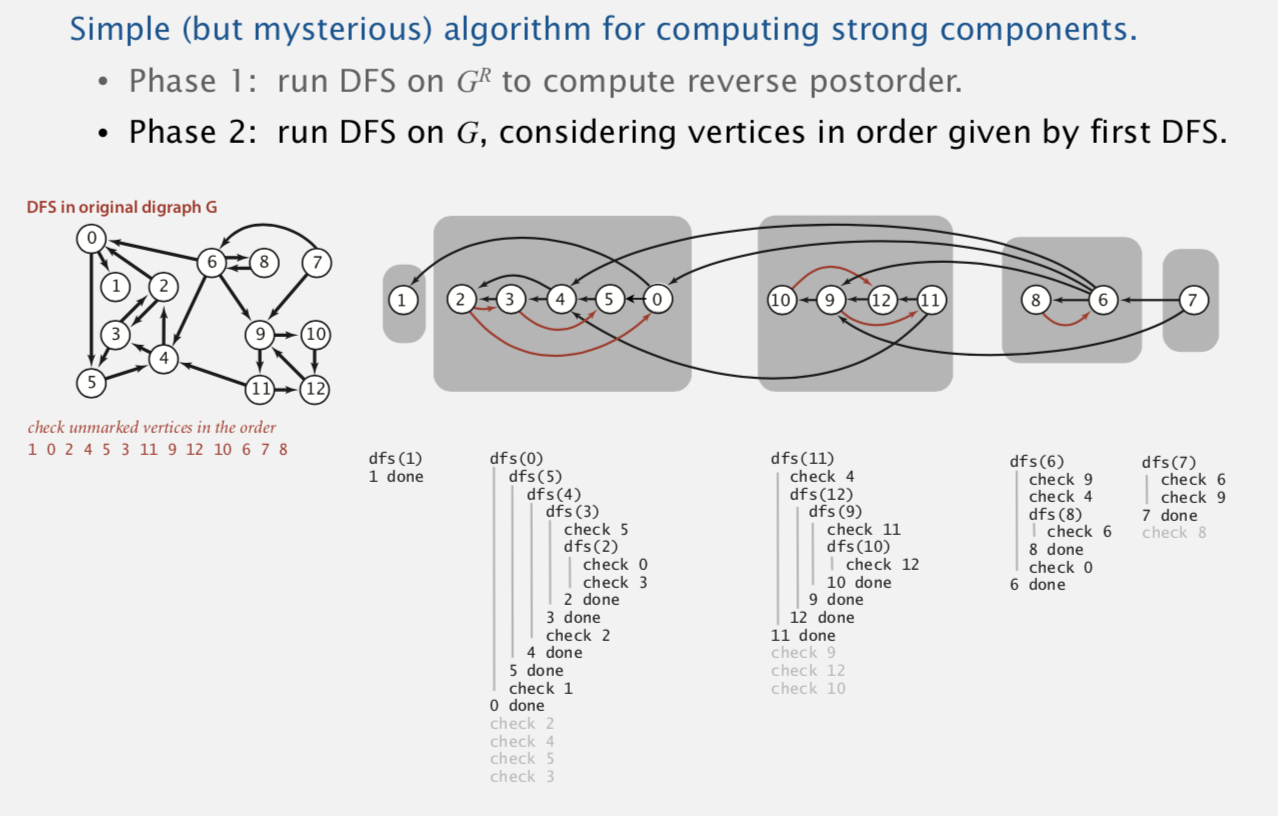 Simple (but mysterious) algorithm for computing strong components.
• Phase 1: run DFS on G^R to compute reverse postorder.
• Phase 2: run DFS on G, considering vertices in order given by first DFS.
DFS in original digraph G
0
6
8
7
1
2
3
4
5
9
10
11
12
check unmarked vertices in the order
1 0 2 4 5 3 11 9 12 10 6 7 8
1
2 3 4 5 0
10 9 12 11
8 6
7
dfs(1)
1 done
dfs(0)
dfs(5)
dfs(4)
dfs(3)
check 5
dfs(2)
check 0
check 3
2 done
3 done
check 2
4 done
5 done
check 1
0 done
check 2
check 4
check 5
check 3
dfs(11)
check 4
dfs(12)
dfs(9)
check 11
dfs(10)
check 12
10 done
9 done
12 done
11 done
check 9
check 12
check 10
dfs(6)
check 9
check 4
dfs(8)
check 6
8 done
check 0
6 done
dfs(7)
check 6
check 9
7 done
check 8